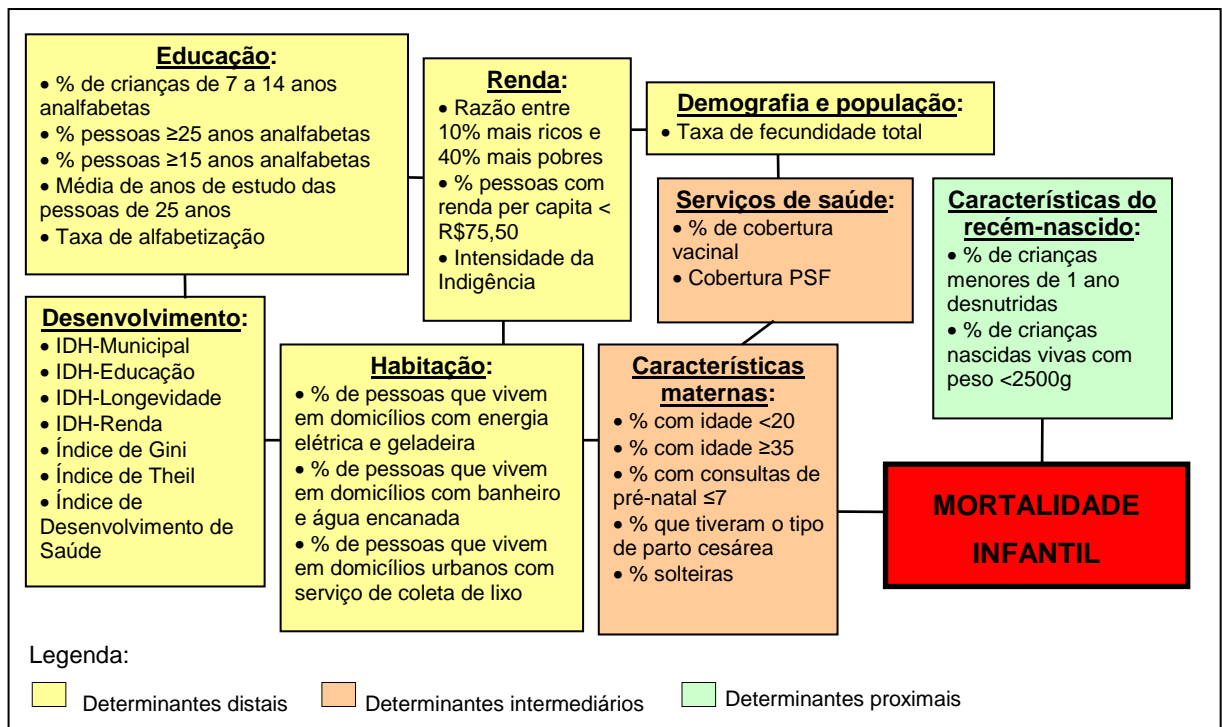 Educação:
• % de crianças de 7 a 14 anos
analfabetas
• % pessoas ≥25 anos analfabetas
• % pessoas ≥15 anos analfabetas
• Média de anos de estudo das
pessoas de 25 anos
• Taxa de alfabetização
Renda:
• Razão entre
10% mais ricos e
40% mais pobres
• % pessoas com
renda per capita <
R$75,50
• Intensidade da
Indigência
Demografia e população:
• Taxa de fecundidade total
Serviços de saúde:
• % de cobertura
vacinal
• Cobertura PSF
Características do
recém-nascido:
• % de crianças
menores de 1 ano
desnutridas
• % de crianças
nascidas vivas com
peso <2500g
Desenvolvimento:
• IDH-Municipal
• IDH-Educação
• IDH-Longevidade
• IDH-Renda
• Índice de Gini
• Índice de Theil
• Índice de
Desenvolvimento de
Saúde
Habitação:
• % de pessoas que vivem
em domicílios com energia
elétrica e geladeira
• % de pessoas que vivem
em domicílios com banheiro
e água encanada
• % de pessoas que vivem
em domicílios urbanos com
serviço de coleta de lixo
Características
maternas:
• % com idade <20
• % com idade ≥35
• % com consultas de
pré-natal ≤7
• % que tiveram o tipo
de parto cesárea
• % solteiras
MORTALIDADE
INFANTIL
Legenda:
Determinantes distais
Determinantes intermediários
Determinantes proximais